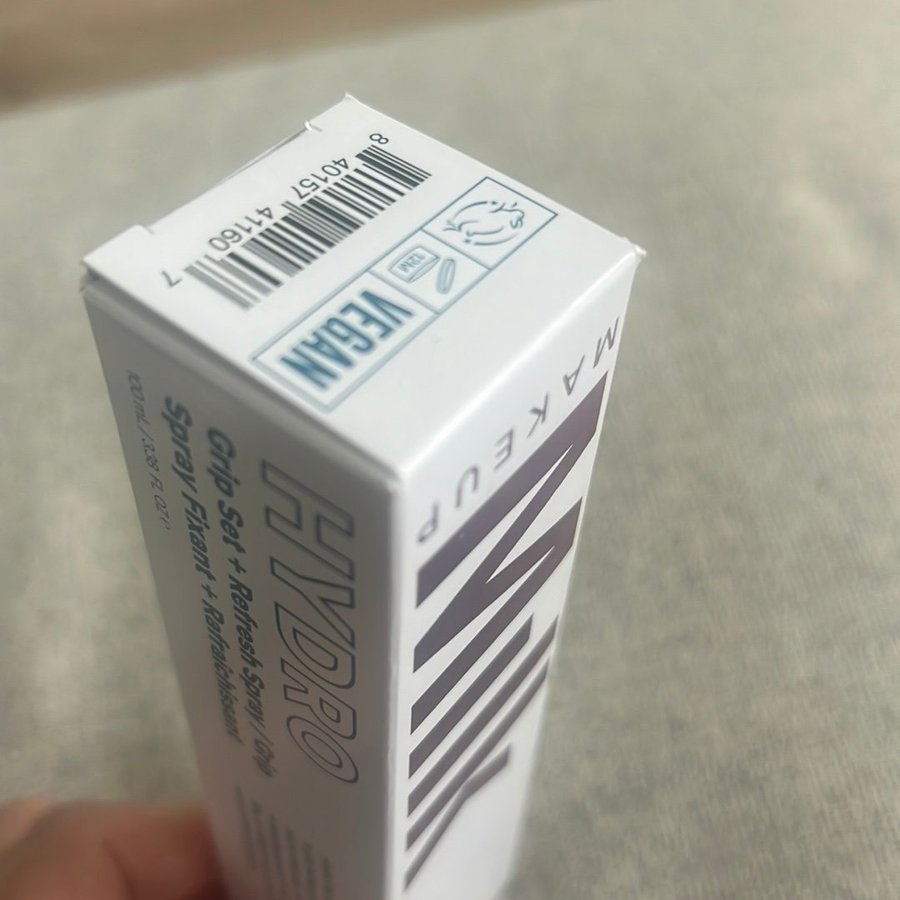 8 40157 41160 7
12M
VEGAN
MAKEUP
MILK
HYDRO
Grip Set + Refresh Spray / Grip
Spray Fixant + Rafraîchissant
100 mL / 3.38 FL OZ